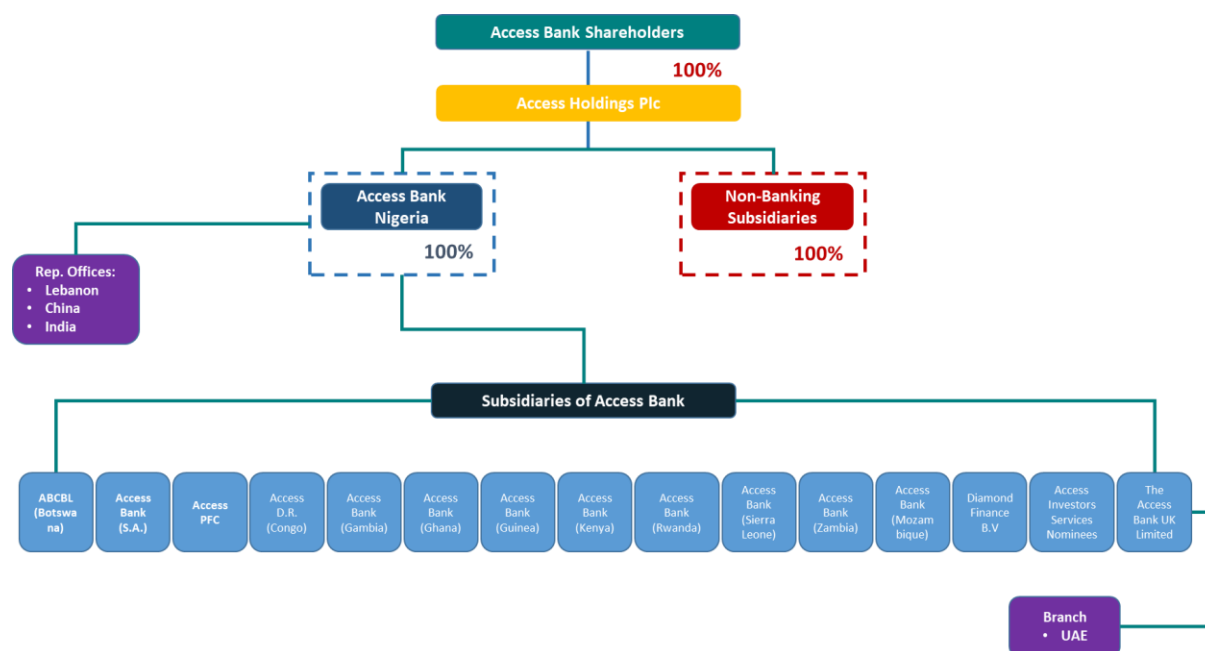 Access Bank Shareholders
100%
Access Holdings Plc
Access Bank
Nigeria
100%
Non-Banking
Subsidiaries
100%
Rep. Offices:
• Lebanon
• China
• India
Subsidiaries of Access Bank
ABCBL
(Botswa
na)
Access
Bank
(S.A.)
Access
PFC
Access
D.R.
(Congo)
Access
Bank
(Gambia)
Access
Bank
(Ghana)
Access
Bank
(Guinea)
Access
Bank
(Kenya)
Access
Bank
(Rwanda)
Access
Bank
(Sierra
Leone)
Access
Bank
(Zambia)
Access
Bank
(Mozam
bique)
Diamond
Finance
B.V
Access
Investors
Services
Nominees
The
Access
Bank UK
Limited
Branch
• UAE